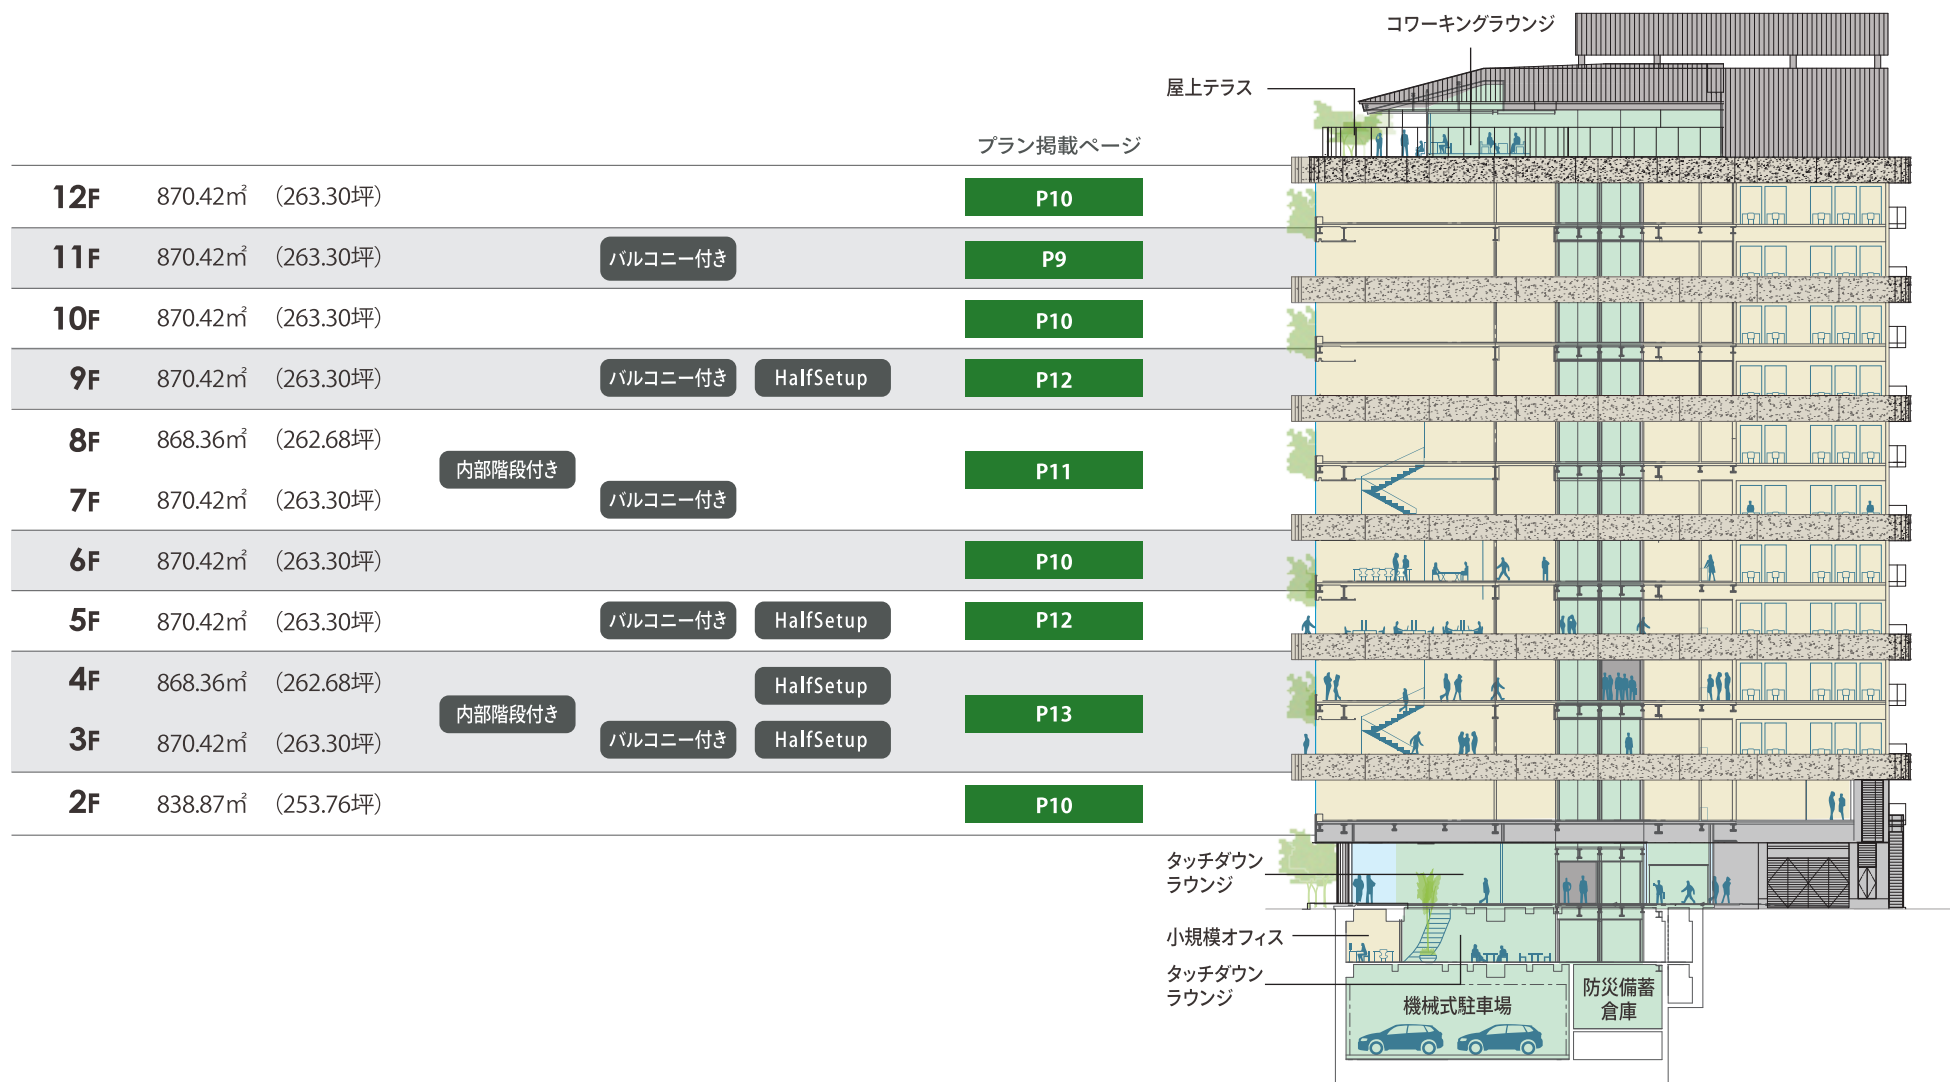 コワーキングラウンジ
屋上テラス
プラン掲載ページ
12F 870.42㎡ （263.30坪） P10
11F 870.42㎡ （263.30坪） バルコニー付き P9
10F 870.42㎡ （263.30坪） P10
9F 870.42㎡ （263.30坪） バルコニー付き HalfSetup P12
8F 868.36㎡ （262.68坪）
内部階段付き P11
7F 870.42㎡ （263.30坪） バルコニー付き
6F 870.42㎡ （263.30坪） P10
5F 870.42㎡ （263.30坪） バルコニー付き HalfSetup P12
4F 868.36㎡ （262.68坪） HalfSetup
内部階段付き P13
3F 870.42㎡ （263.30坪） バルコニー付き HalfSetup
2F 838.87㎡ （253.76坪） P10
タッチダウン
ラウンジ
小規模オフィス
タッチダウン
ラウンジ
機械式駐車場
防災備蓄
倉庫